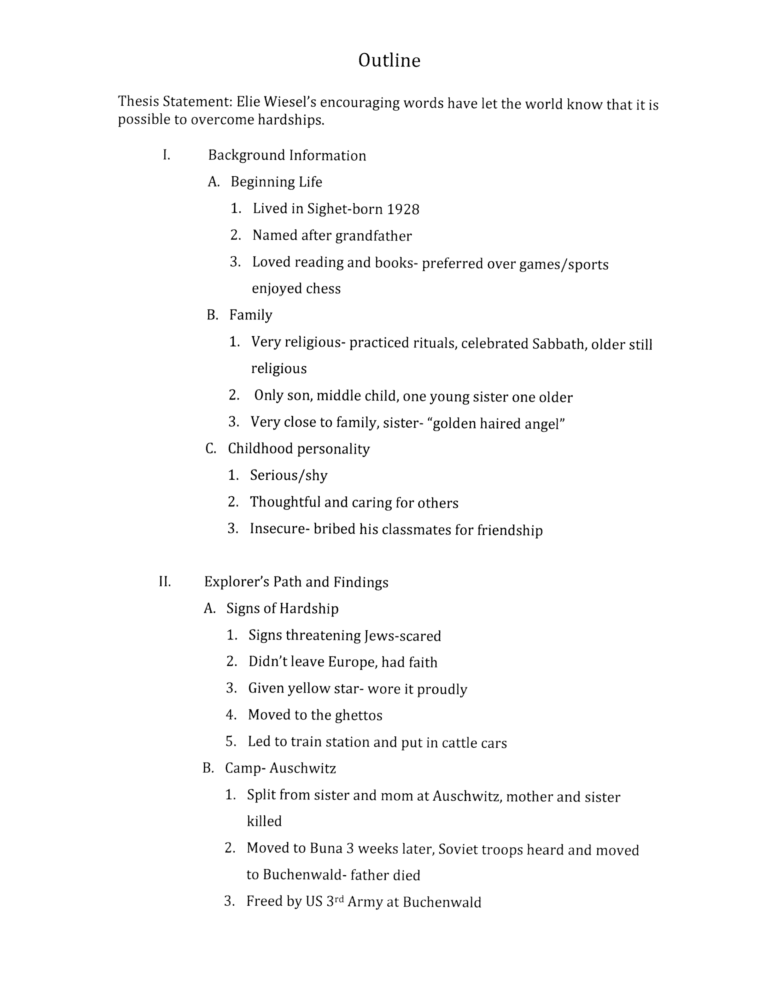 Outline
Thesis Statement: Elie Wiesel’s encouraging words have let the world know that it is
possible to overcome hardships.
I. Background Information
A. Beginning Life
1. Lived in Sighet-born 1928
2. Named after grandfather
3. Loved reading and books- preferred over games/sports
enjoyed chess
B. Family
1. Very religious- practiced rituals, celebrated Sabbath, older still
religious
2. Only son, middle child, one young sister one older
3. Very close to family, sister- “golden haired angel”
C. Childhood personality
1. Serious/shy
2. Thoughtful and caring for others
3. Insecure- bribed his classmates for friendship
II. Explorer’s Path and Findings
A. Signs of Hardship
1. Signs threatening Jews-scared
2. Didn’t leave Europe, had faith
3. Given yellow star- wore it proudly
4. Moved to the ghettos
5. Led to train station and put in cattle cars
B. Camp- Auschwitz
1. Split from sister and mom at Auschwitz, mother and sister
killed
2. Moved to Buna 3 weeks later, Soviet troops heard and moved
to Buchenwald- father died
3. Freed by US 3rd Army at Buchenwald